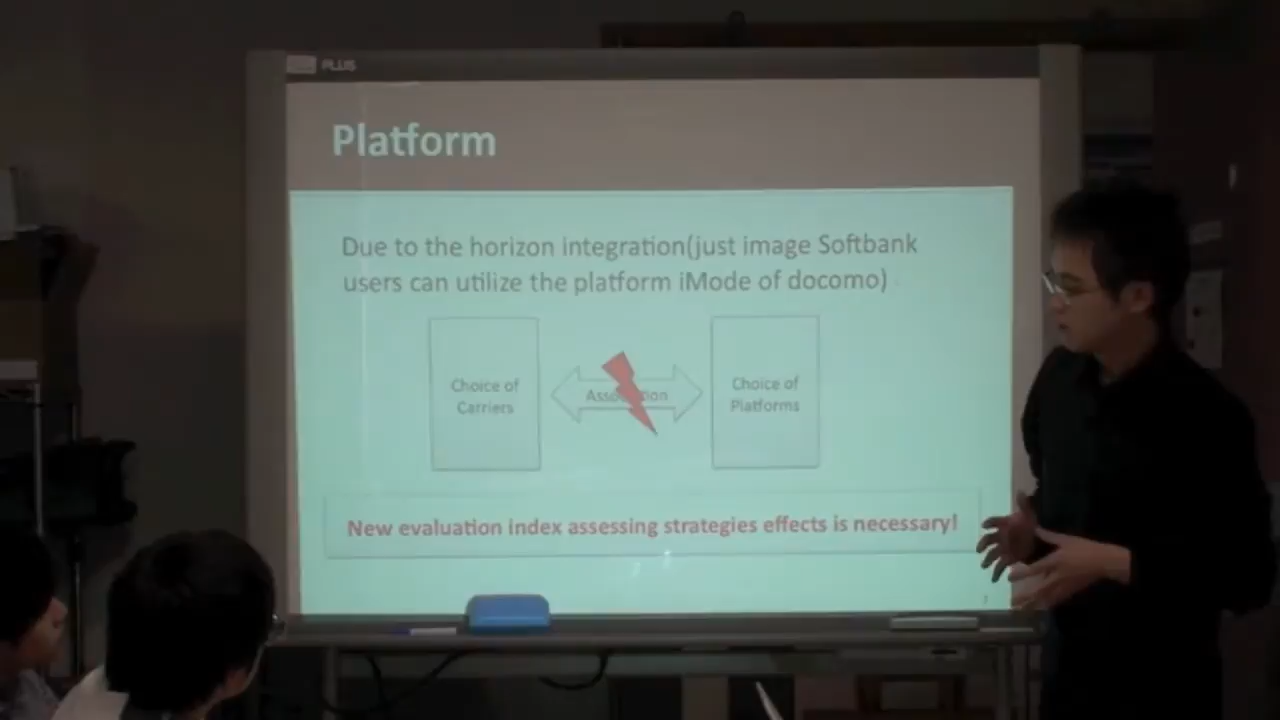 PLUS
Platform
Due to the horizon integration(just image Softbank
users can utilize the platform iMode of docomo)
Choice of
Carriers
Choice of
Platforms
New evaluation index assessing strategies effects is necessary!